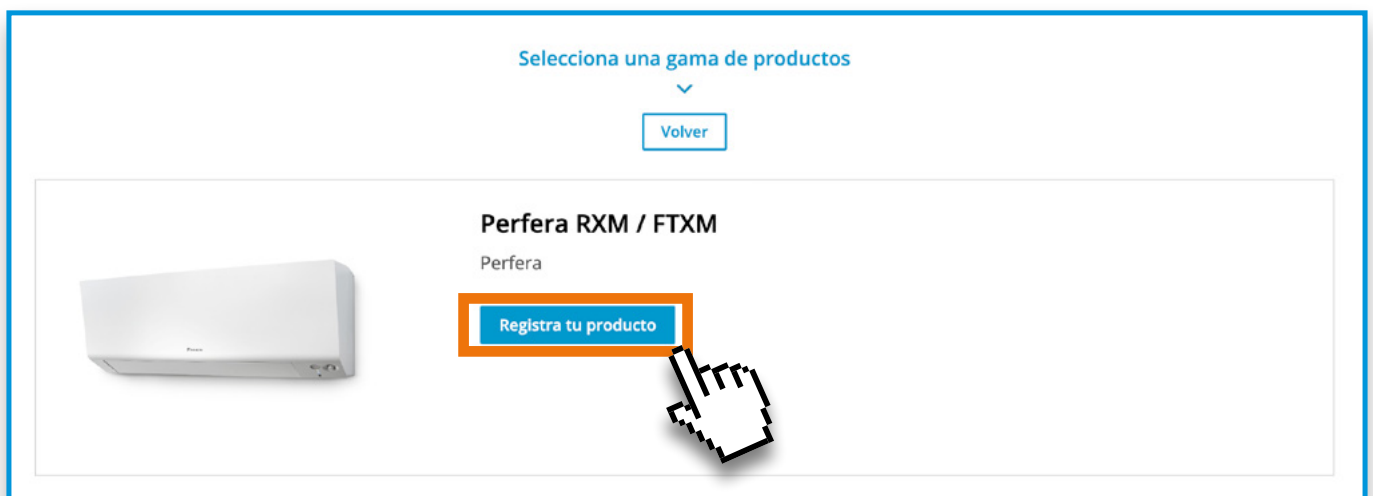 Selecciona una gama de productos
Volver
Perfera RXM / FTXM
Perfera
Registra tu producto